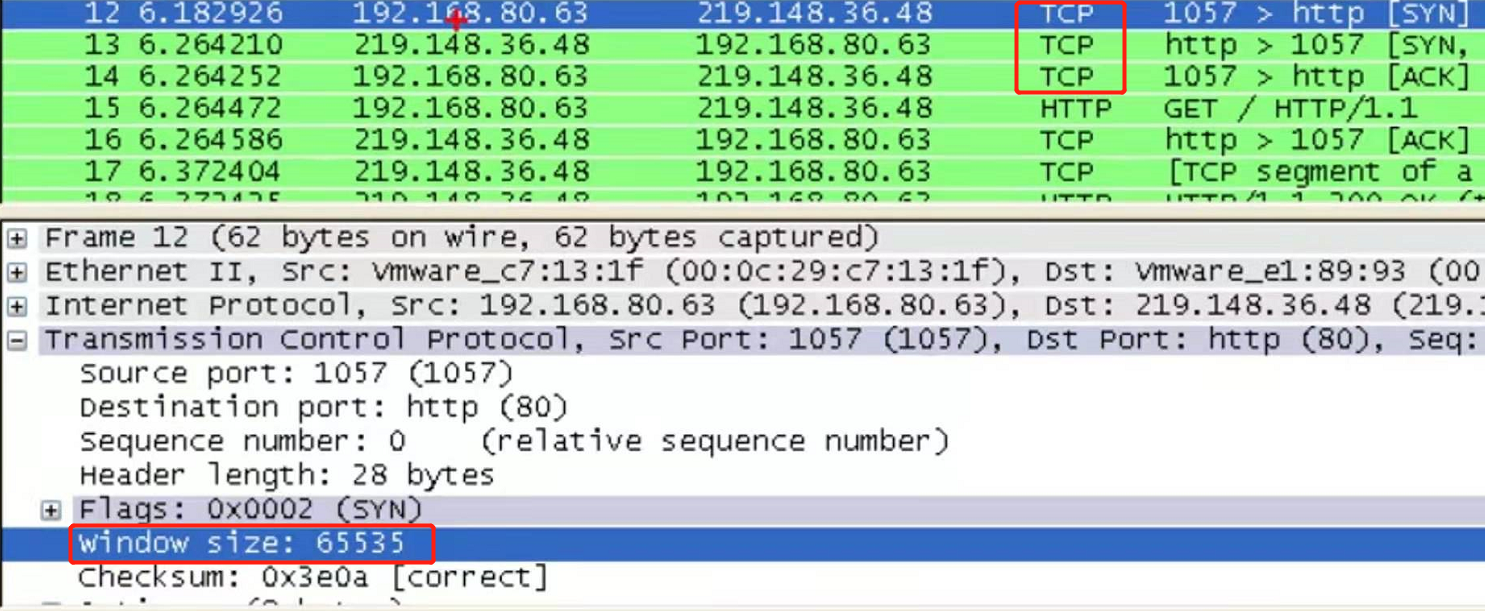 12 6.182926 192.168.80.63 219.148.36.48 TCP 1057 > http [SYN]
13 6.264210 219.148.36.48 192.168.80.63 TCP http > 1057 [SYN,
14 6.264252 192.168.80.63 219.148.36.48 TCP 1057 > http [ACK]
15 6.264472 192.168.80.63 219.148.36.48 HTTP GET / HTTP/1.1
16 6.264586 219.148.36.48 192.168.80.63 TCP http > 1057 [ACK]
17 6.372404 219.148.36.48 192.168.80.63 TCP [TCP segment of a
Frame 12 (62 bytes on wire, 62 bytes captured)
Ethernet II, Src: Vmware_c7:13:1f (00:0c:29:c7:13:1f), Dst: Vmware_e1:89:93 (00
Internet Protocol, Src: 192.168.80.63 (192.168.80.63), Dst: 219.148.36.48 (219.1
Transmission Control Protocol, Src Port: 1057 (1057), Dst Port: http (80), Seq:
Source port: 1057 (1057)
Destination port: http (80)
Sequence number: 0 (relative sequence number)
Header length: 28 bytes
Flags: 0x0002 (SYN)
Window size: 65535
Checksum: 0x3e0a [correct]